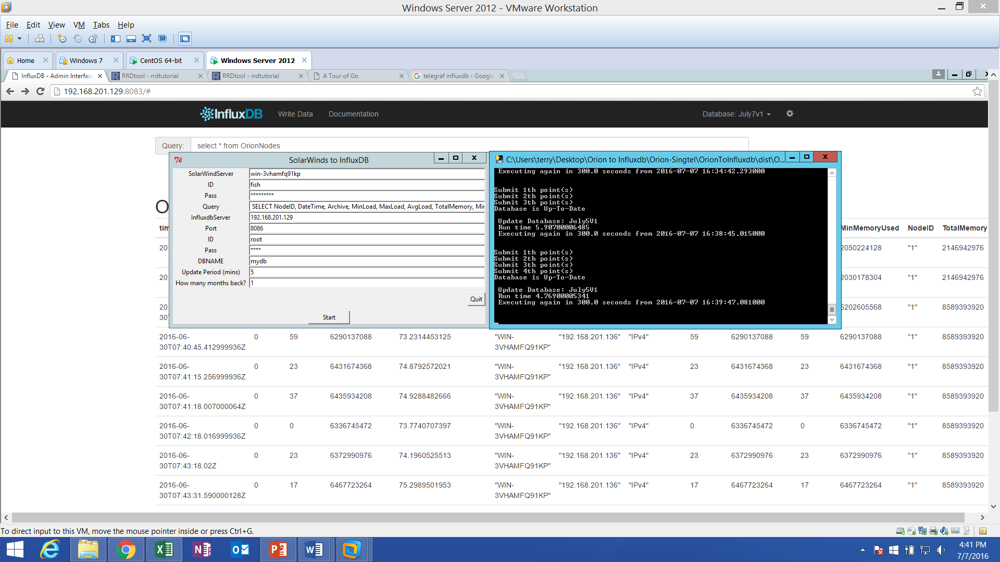 Windows Server 2012 - VMware Workstation
File Edit View VM Tabs Help
Home Windows 7 CentOS 64-bit Windows Server 2012
InfluxDB - Admin Interface RRDtool - rrdtutorial RRDtool - rrdtutorial A Tour of Go telegraf influxdb - Google
192.168.201.129:8083/#
InfluxDB Write Data Documentation Database: July7v1
Query: select * from OrionNodes
SolarWinds to InfluxDB
SolarWindServer win-3vhamfq91kp
ID fish
Pass *********
Query SELECT NodeID, DateTime, Archive, MinLoad, MaxLoad, AvgLoad, TotalMemory, Mir
InfluxdbServer 192.168.201.129
Port 8086
ID root
Pass ****
DBNAME mydb
Update Period (mins) 5
How many months back? 1
Quit
Start
C:\Users\terry\Desktop\Orion to Influxdb\Orion-Singtel\OrionToInfluxdb\dist\O...
Executing again in 300.0 seconds from 2016-07-07 16:34:42.293000
Submit 1th point(s)
Submit 2th point(s)
Submit 3th point(s)
Database is Up-To-Date
Update Database: July5V1
Run time 5.90700006485
Executing again in 300.0 seconds from 2016-07-07 16:38:45.015000
Submit 1th point(s)
Submit 2th point(s)
Submit 3th point(s)
Submit 4th point(s)
Database is Up-To-Date
Update Database: July5V1
Run time 4.76900005341
Executing again in 300.0 seconds from 2016-07-07 16:39:47.081000
O
tim MinMemoryUsed NodeID TotalMemory
201 2050224128 "1" 2146942976
201 2030178304 "1" 2146942976
201 6202605568 "1" 8589393920
30T
2016-06- 0 59 6290137088 73.2314453125 "WIN- "192.168.201.136" "IPv4" 59 6290137088 59 6290137088 "1" 8589393920
30T07:40:45.412999936Z 3VHAMFQ91KP"
2016-06- 0 23 6431674368 74.8792572021 "WIN- "192.168.201.136" "IPv4" 23 6431674368 23 6431674368 "1" 8589393920
30T07:41:15.256999936Z 3VHAMFQ91KP"
2016-06- 0 37 6435934208 74.9288482666 "WIN- "192.168.201.136" "IPv4" 37 6435934208 37 6435934208 "1" 8589393920
30T07:41:18.007000064Z 3VHAMFQ91KP"
2016-06- 0 0 6336745472 73.7740707397 "WIN- "192.168.201.136" "IPv4" 0 6336745472 0 6336745472 "1" 8589393920
30T07:42:18.016999936Z 3VHAMFQ91KP"
2016-06- 0 23 6372990976 74.1960525513 "WIN- "192.168.201.136" "IPv4" 23 6372990976 23 6372990976 "1" 8589393920
30T07:43:18.02Z 3VHAMFQ91KP"
2016-06- 0 17 6467723264 75.2989501953 "WIN- "192.168.201.136" "IPv4" 17 6467723264 17 6467723264 "1" 8589393920
30T07:43:31.590000128Z 3VHAMFQ91KP"
To direct input to this VM, move the mouse pointer inside or press Ctrl+G.
4:41 PM
7/7/2016